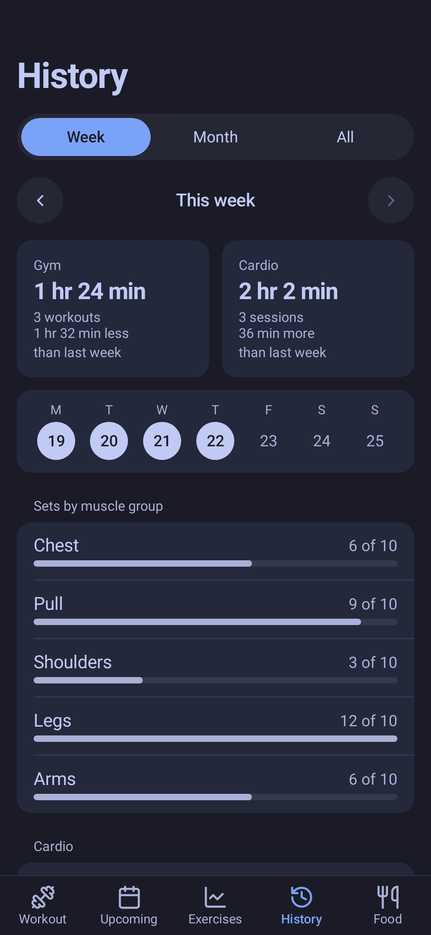 History
Week
Month
All
This week
Gym
1 hr 24 min
3 workouts
1 hr 32 min less
than last week
Cardio
2 hr 2 min
3 sessions
36 min more
than last week
M T W T F S S
19 20 21 22 23 24 25
Sets by muscle group
Chest 6 of 10
Pull 9 of 10
Shoulders 3 of 10
Legs 12 of 10
Arms 6 of 10
Cardio
Workout
Upcoming
Exercises
History
Food